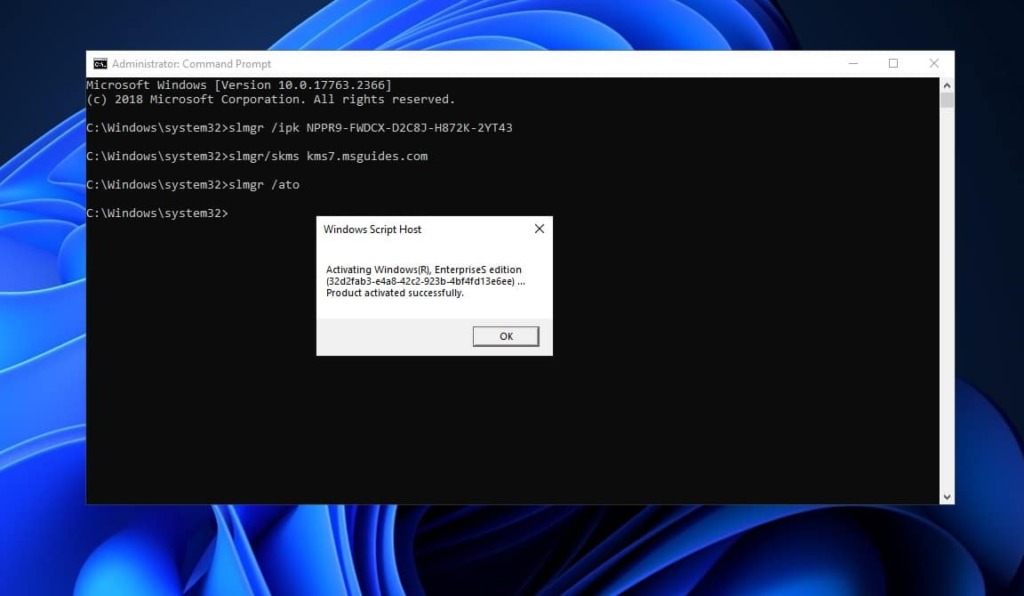 Administrator: Command Prompt
Microsoft Windows [Version 10.0.17763.2366]
(c) 2018 Microsoft Corporation. All rights reserved.
C:\Windows\system32>slmgr /ipk NPPR9-FWDCX-D2C8J-H872K-2YT43
C:\Windows\system32>slmgr/skms kms7.msguides.com
C:\Windows\system32>slmgr /ato
C:\Windows\system32>
Windows Script Host
Activating Windows(R), EnterpriseS edition
(32d2fab3-e4a8-42c2-923b-4bf4fd13e6ee) ...
Product activated successfully.
OK